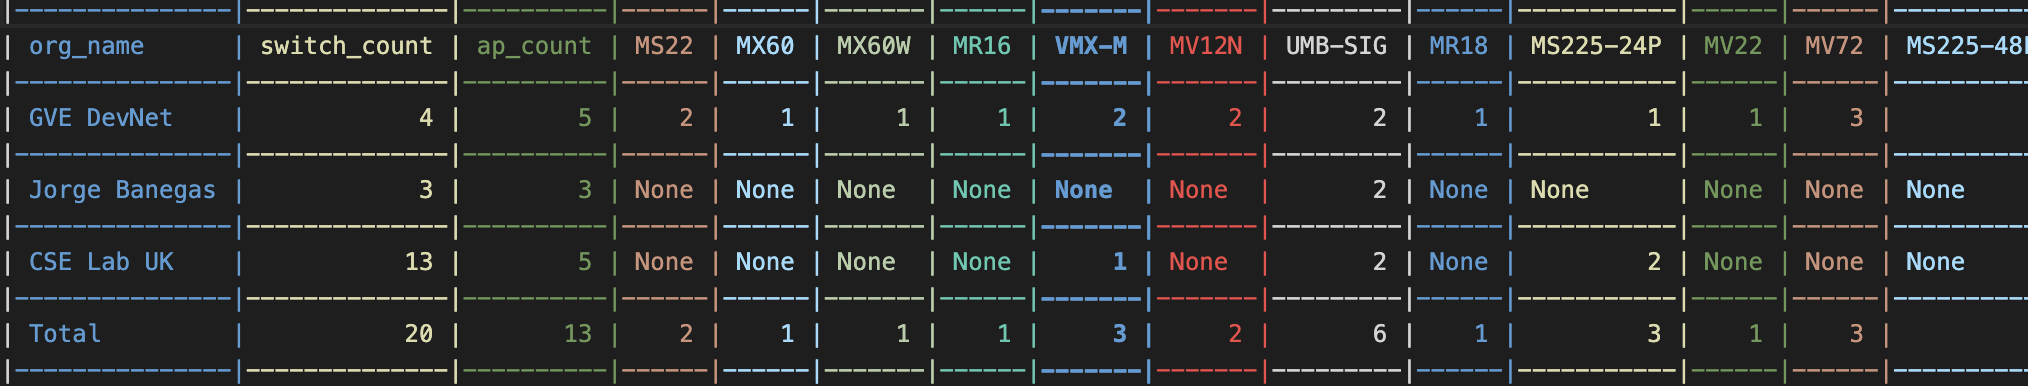 | org_name | switch_count | ap_count | MS22 | MX60 | MX60W | MR16 | VMX-M | MV12N | UMB-SIG | MR18 | MS225-24P | MV22 | MV72 | MS225-48
| GVE DevNet | 4 | 5 | 2 | 1 | 1 | 1 | 2 | 2 | 2 | 1 | 1 | 1 | 3 |
| Jorge Banegas | 3 | 3 | None | None | None | None | None | None | 2 | None | None | None | None | None
| CSE Lab UK | 13 | 5 | None | None | None | None | 1 | None | 2 | None | 2 | None | None | None
| Total | 20 | 13 | 2 | 1 | 1 | 1 | 3 | 2 | 6 | 1 | 3 | 1 | 3 |